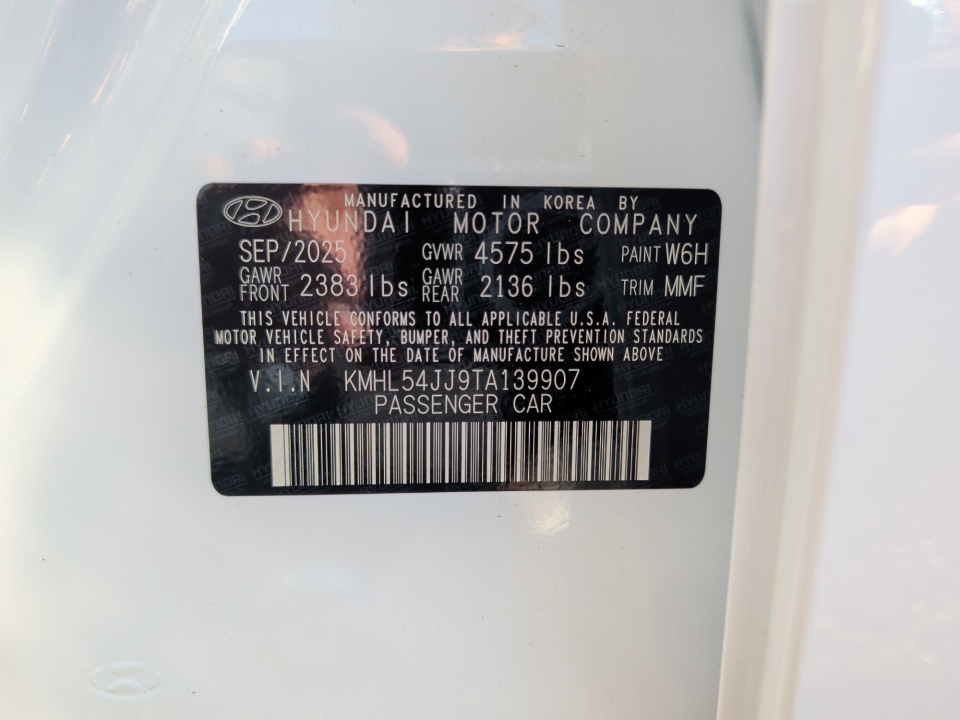 MANUFACTURED IN KOREA BY
HYUNDAI MOTOR COMPANY
SEP/2025 GVWR 4575 lbs PAINT W6H
GAWR FRONT 2383 lbs GAWR REAR 2136 lbs TRIM MMF
THIS VEHICLE CONFORMS TO ALL APPLICABLE U.S.A. FEDERAL
MOTOR VEHICLE SAFETY, BUMPER, AND THEFT PREVENTION STANDARDS
IN EFFECT ON THE DATE OF MANUFACTURE SHOWN ABOVE
V.I.N KMHL54JJ9TA139907
PASSENGER CAR